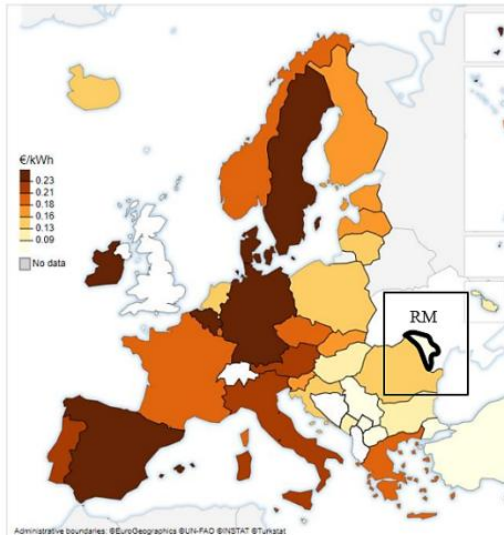 €/kWh
0.23
0.21
0.18
0.16
0.13
0.09
No data
RM
Administrative boundaries: ©EuroGeographics ©UN-FAO ©INSTAT ©Turkstat